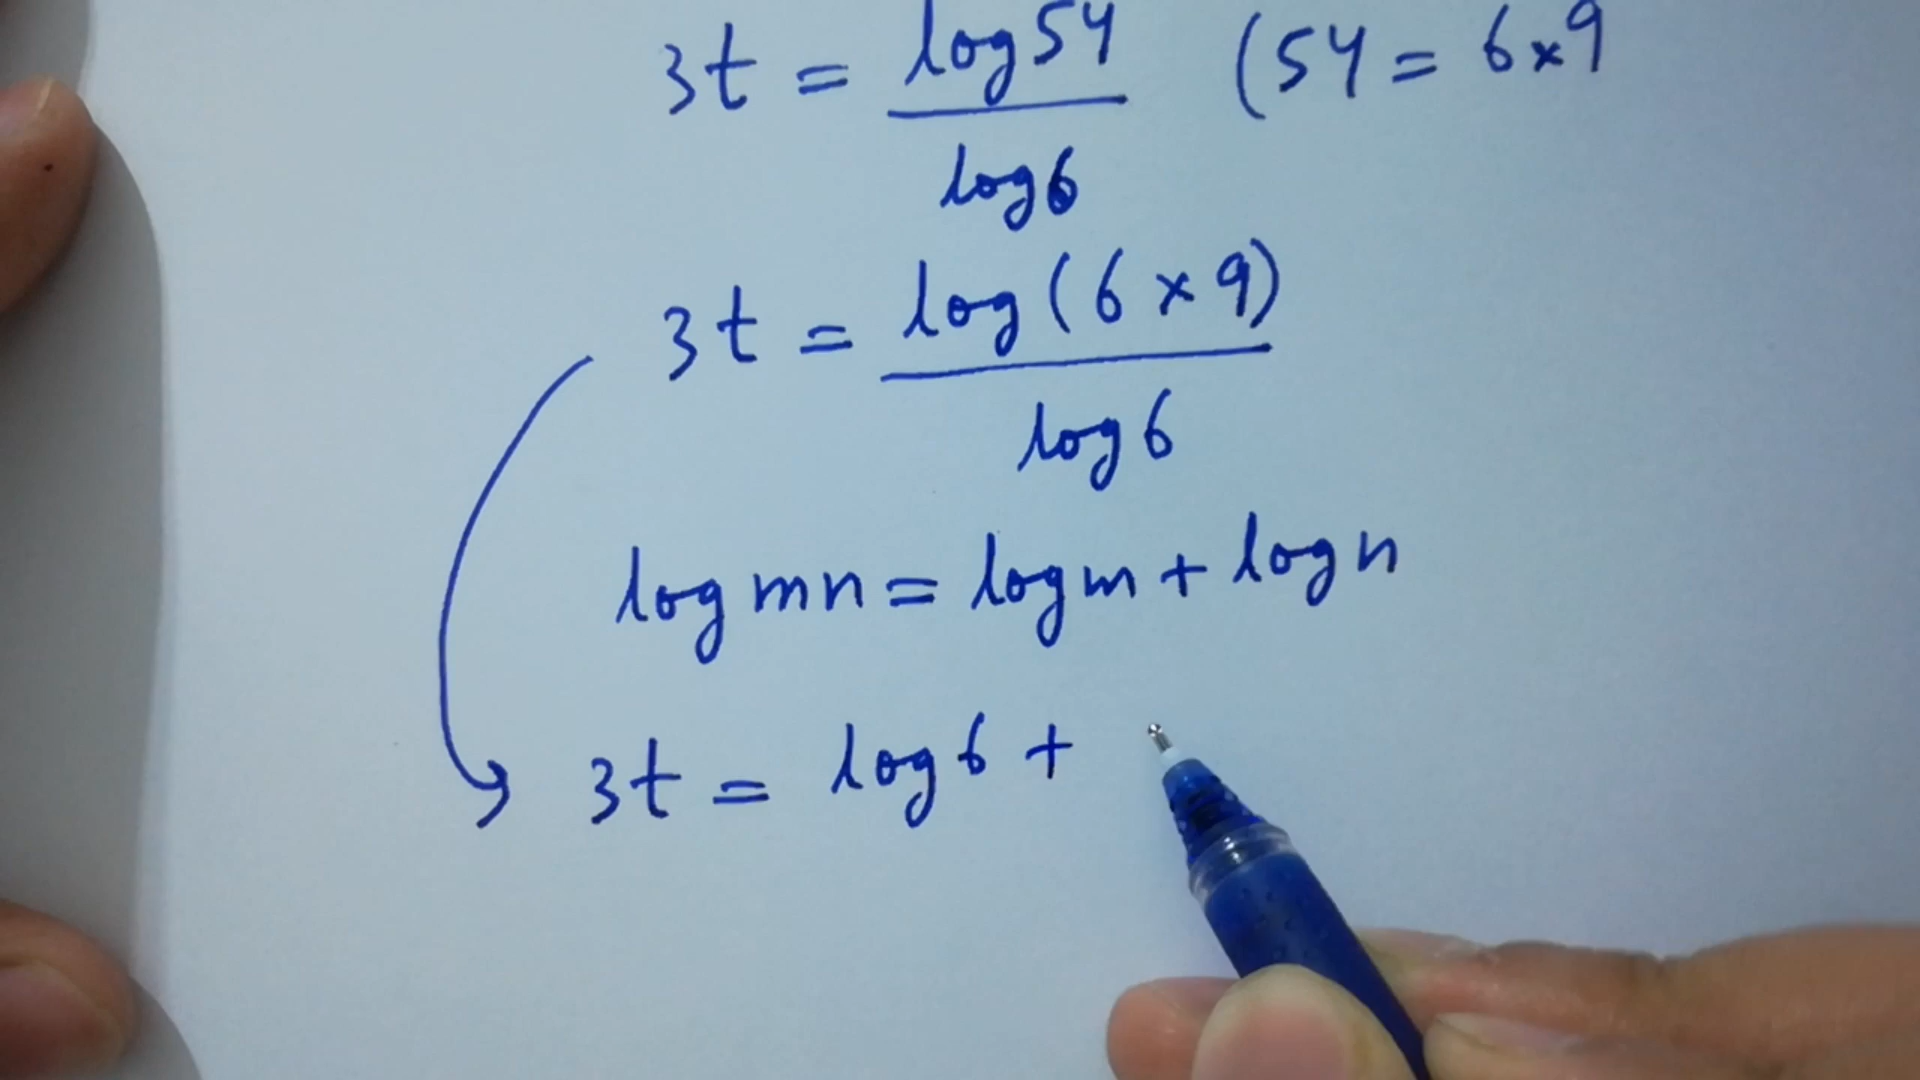 3t = log54 / log6 (54 = 6×9
3t = log(6×9) / log6
log mn = log m + log n
3t = log6 +